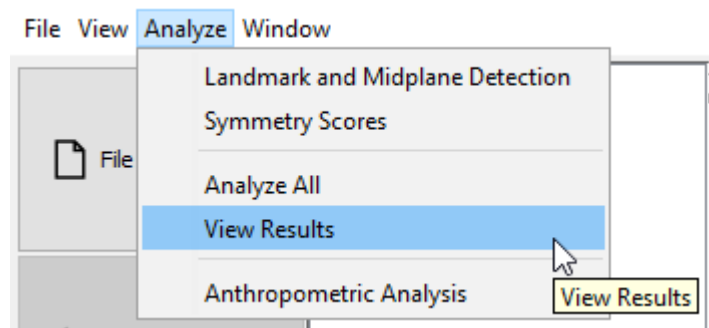 File View Analyze Window
Landmark and Midplane Detection
Symmetry Scores
File
Analyze All
View Results
Anthropometric Analysis
View Results